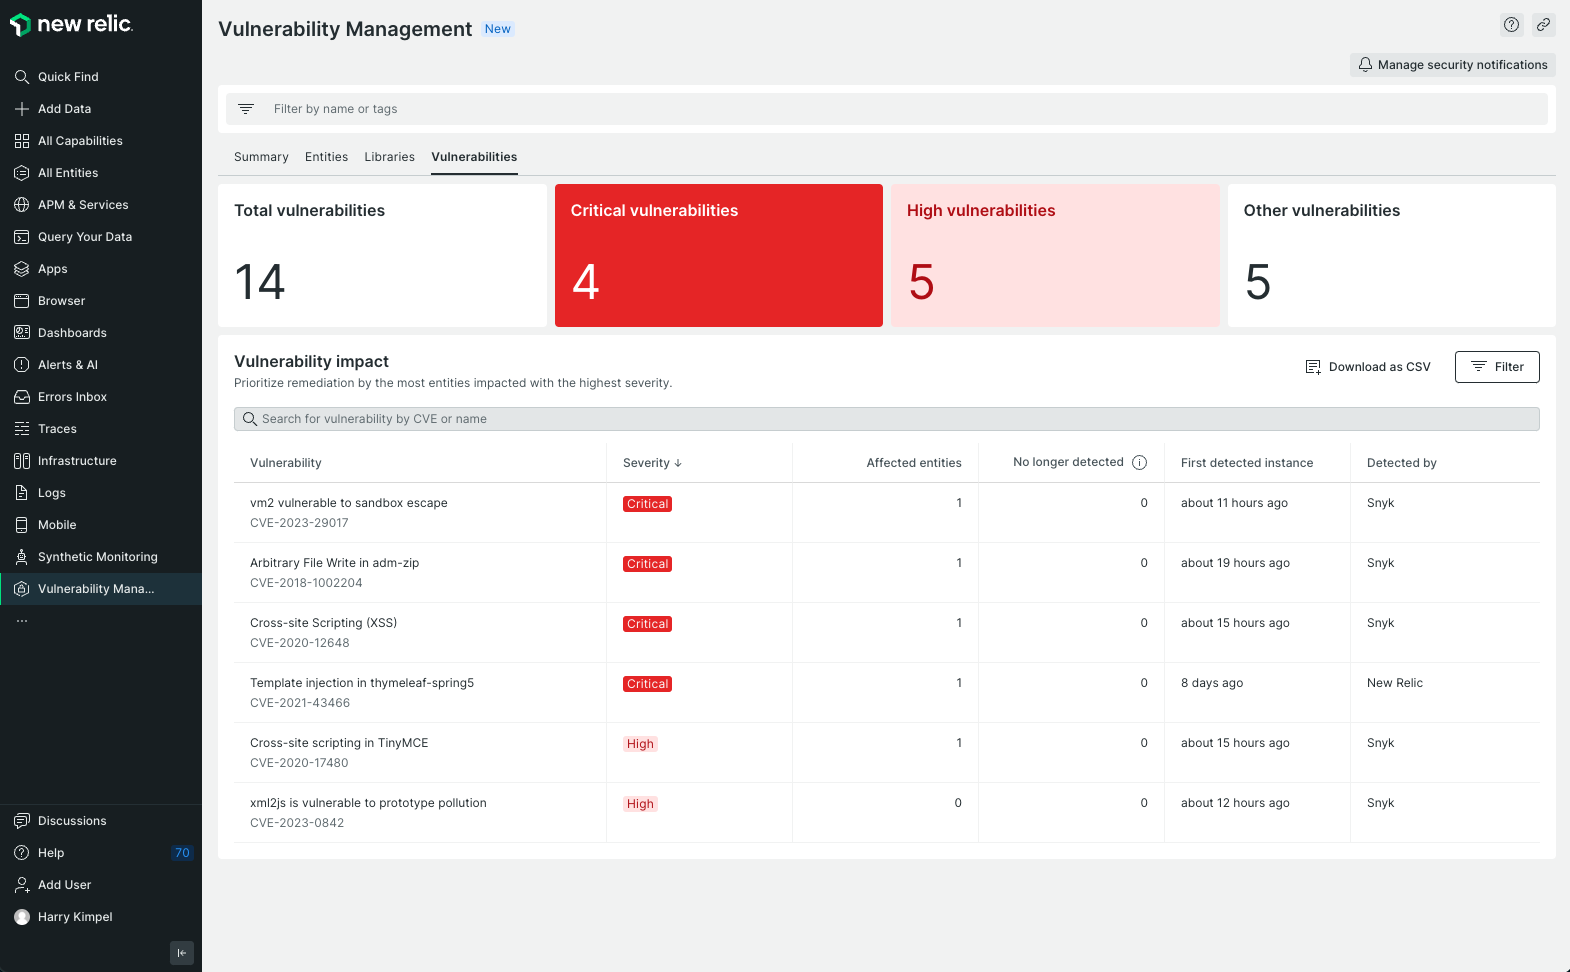 new relic.
Quick Find
Add Data
All Capabilities
All Entities
APM & Services
Query Your Data
Apps
Browser
Dashboards
Alerts & AI
Errors Inbox
Traces
Infrastructure
Logs
Mobile
Synthetic Monitoring
Vulnerability Mana...
...
Discussions
Help 70
Add User
Harry Kimpel
Vulnerability Management New
Manage security notifications
Filter by name or tags
Summary Entities Libraries Vulnerabilities
Total vulnerabilities
14
Critical vulnerabilities
4
High vulnerabilities
5
Other vulnerabilities
5
Vulnerability impact
Prioritize remediation by the most entities impacted with the highest severity.
Download as CSV
Filter
Search for vulnerability by CVE or name
Vulnerability Severity ↓ Affected entities No longer detected First detected instance Detected by
vm2 vulnerable to sandbox escape Critical 1 0 about 11 hours ago Snyk
CVE-2023-29017
Arbitrary File Write in adm-zip Critical 1 0 about 19 hours ago Snyk
CVE-2018-1002204
Cross-site Scripting (XSS) Critical 1 0 about 15 hours ago Snyk
CVE-2020-12648
Template injection in thymeleaf-spring5 Critical 1 0 8 days ago New Relic
CVE-2021-43466
Cross-site scripting in TinyMCE High 1 0 about 15 hours ago Snyk
CVE-2020-17480
xml2js is vulnerable to prototype pollution High 0 0 about 12 hours ago Snyk
CVE-2023-0842